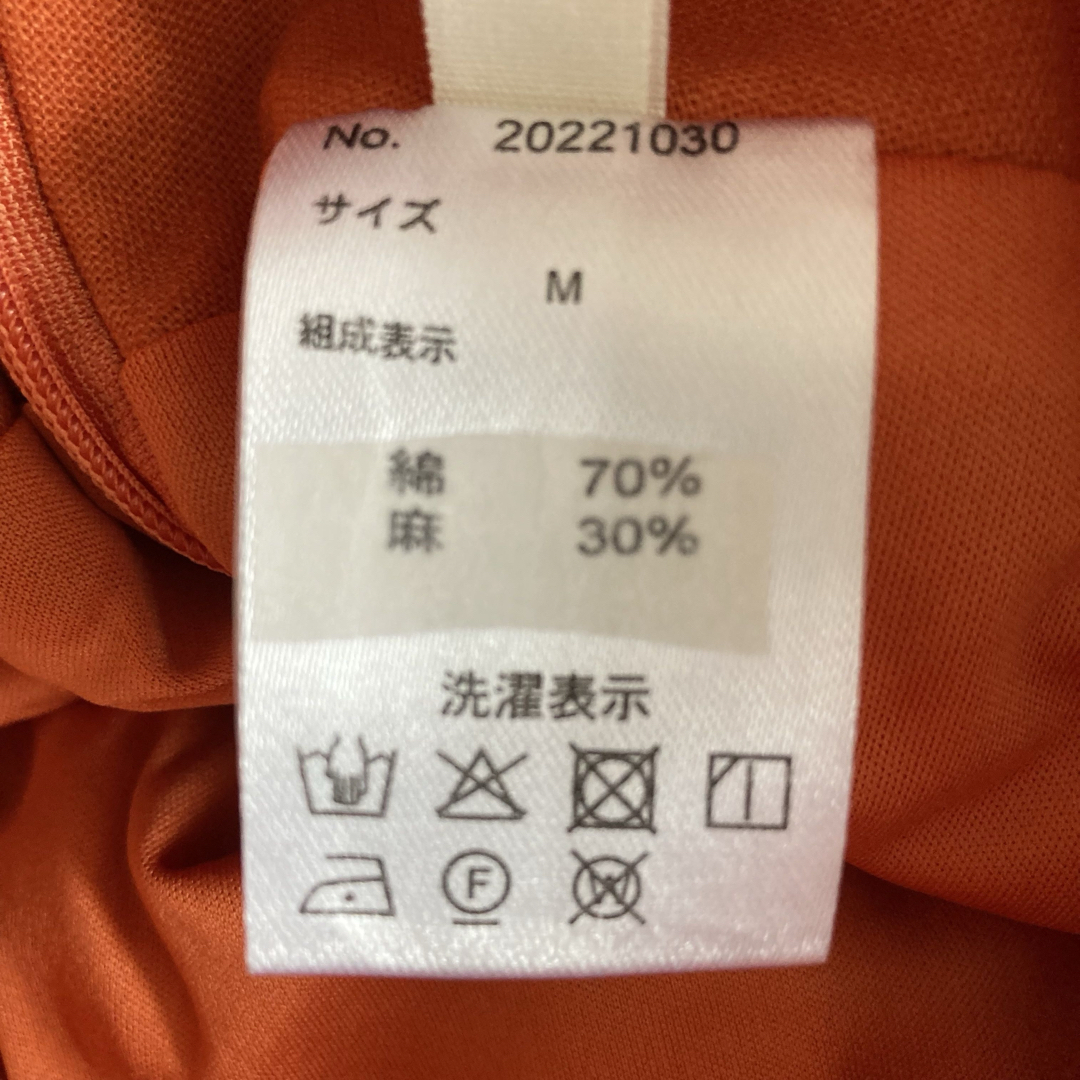 No. 20221030
サイズ
M
組成表示
綿 70%
麻 30%
洗濯表示
F W